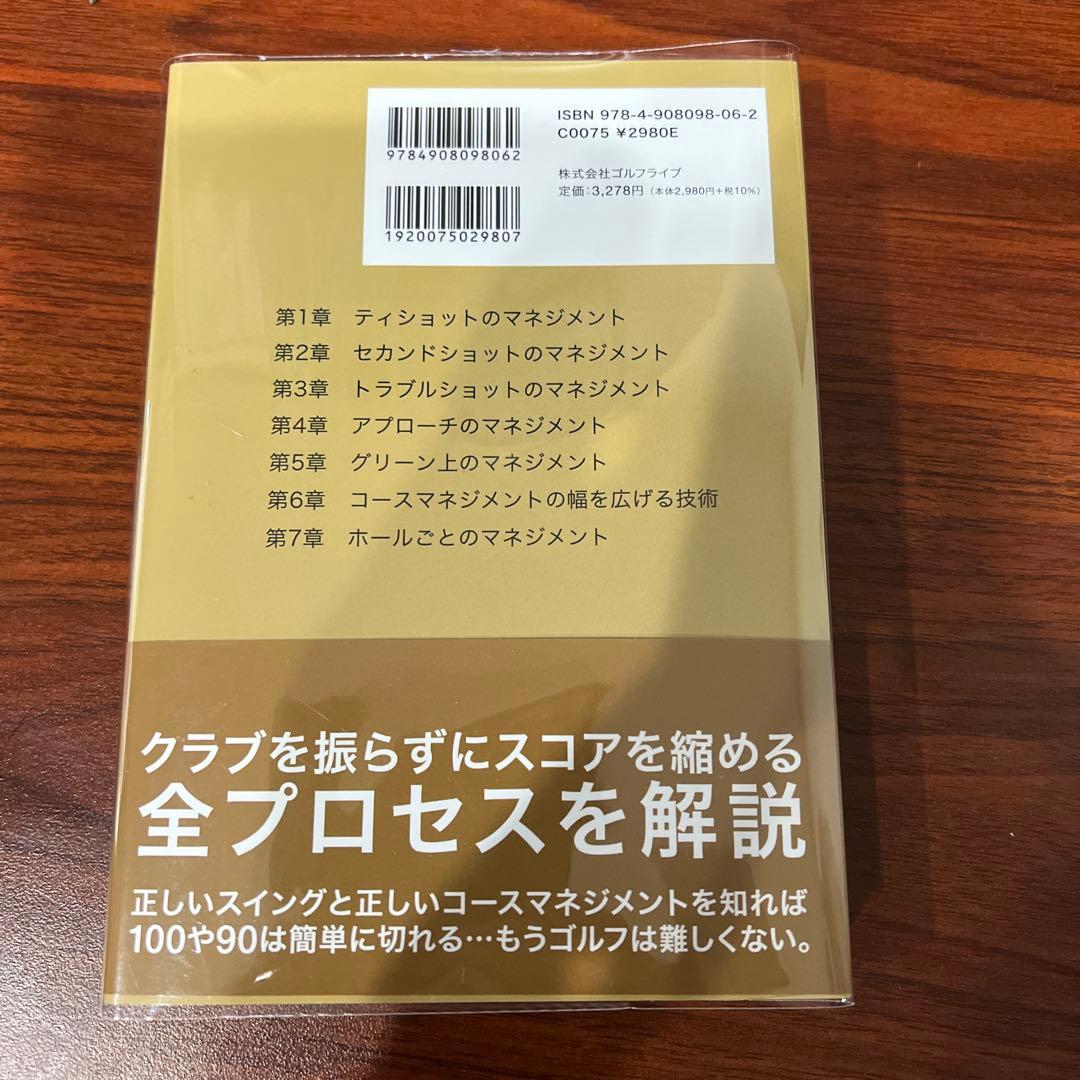 ISBN 978-4-908098-06-2
C0075 ¥2980E
9784908098062
株式会社ゴルフライブ
定価:3,278円(本体2,980円+税10%)
1920075029807
第1章 ティショットのマネジメント
第2章 セカンドショットのマネジメント
第3章 トラブルショットのマネジメント
第4章 アプローチのマネジメント
第5章 グリーン上のマネジメント
第6章 コースマネジメントの幅を広げる技術
第7章 ホールごとのマネジメント
クラブを振らずにスコアを縮める
全プロセスを解説
正しいスイングと正しいコースマネジメントを知れば
100や90は簡単に切れる…もうゴルフは難しくない。